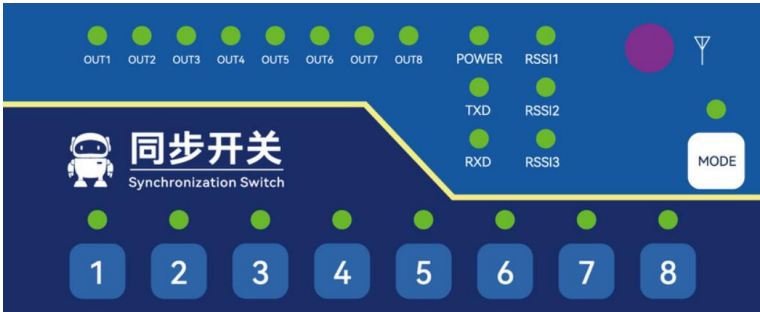 OUT1 OUT2 OUT3 OUT4 OUT5 OUT6 OUT7 OUT8
POWER RSSI1
TXD RSSI2
RXD RSSI3
MODE
同步开关
Synchronization Switch
1 2 3 4 5 6 7 8